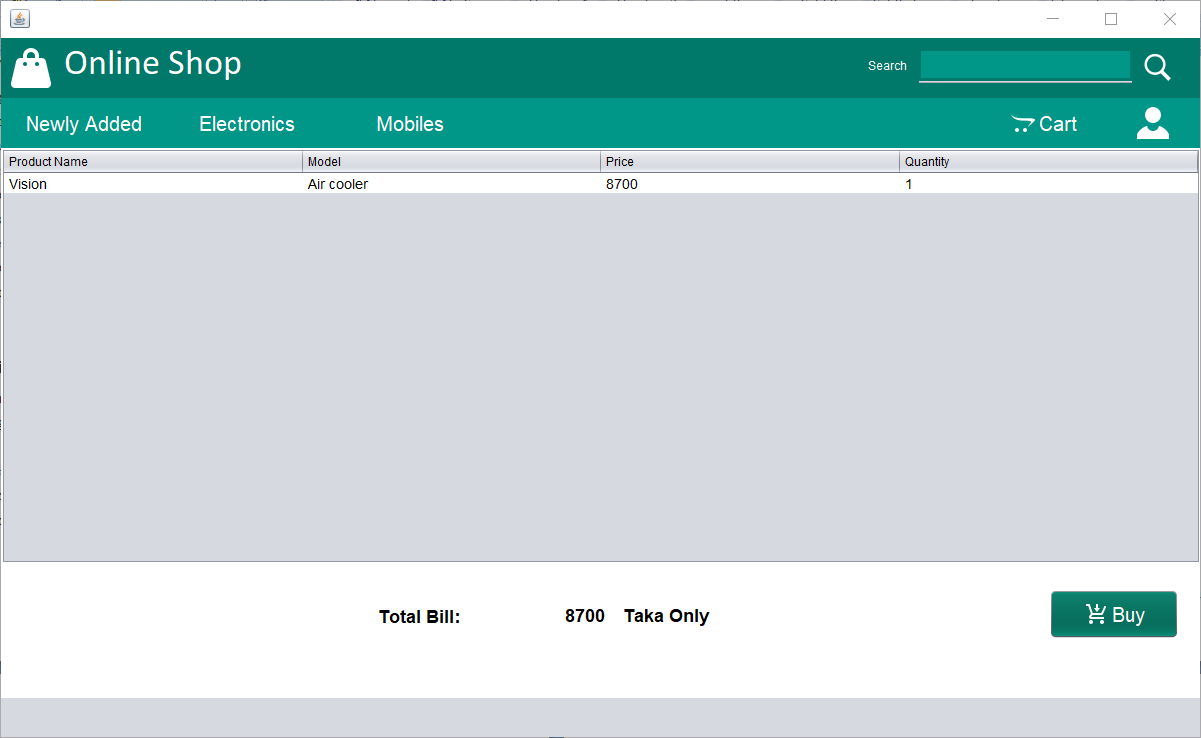 Online Shop
Search
Newly Added Electronics Mobiles Cart
Product Name Model Price Quantity
Vision Air cooler 8700 1
Total Bill: 8700 Taka Only
Buy